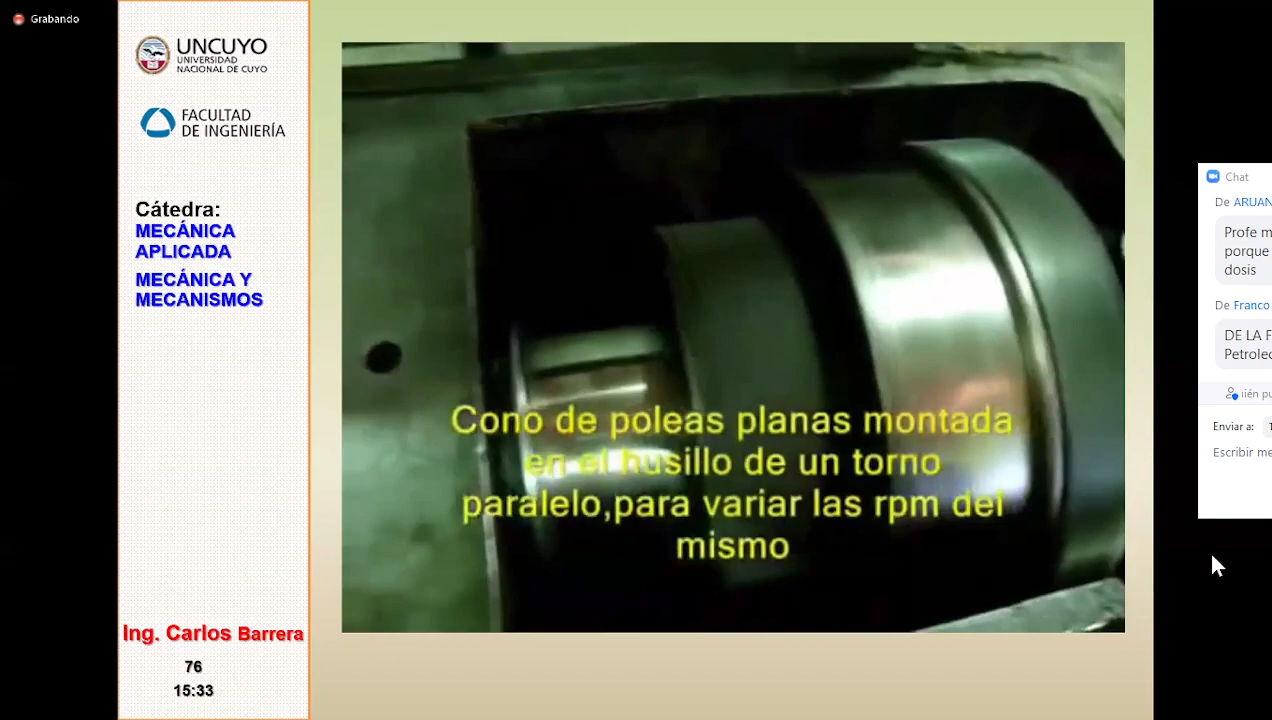 Grabando
UNCUYO
UNIVERSIDAD
NACIONAL DE CUYO
FACULTAD
DE INGENIERÍA
Cátedra:
MECÁNICA
APLICADA
MECÁNICA Y
MECANISMOS
Ing. Carlos Barrera
76
15:33
Cono de poleas planas montada
en el husillo de un torno
paralelo,para variar las rpm del
mismo
Chat
De ARUAN
Profe m
porque
dosis
De Franco
DE LA F
Petrolec
Enviar a:
Escribir me